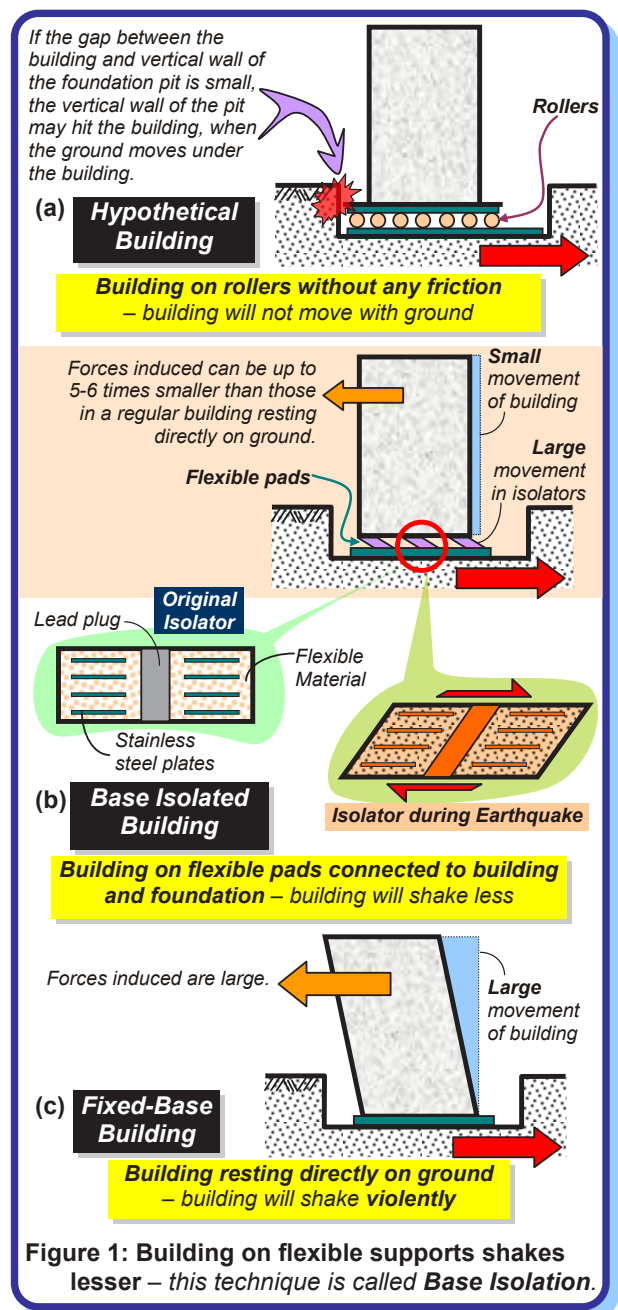 If the gap between the
building and vertical wall of
the foundation pit is small,
the vertical wall of the pit
may hit the building, when
the ground moves under
the building.
Rollers
(a) Hypothetical
Building
Building on rollers without any friction
– building will not move with ground
Forces induced can be up to
5-6 times smaller than those
in a regular building resting
directly on ground.
Small
movement
of building
Large
movement
in isolators
Flexible pads
Original
Isolator
Lead plug
Flexible
Material
Stainless
steel plates
(b) Base Isolated
Building
Isolator during Earthquake
Building on flexible pads connected to building
and foundation – building will shake less
Forces induced are large.
Large
movement
of building
(c) Fixed-Base
Building
Building resting directly on ground
– building will shake violently
Figure 1: Building on flexible supports shakes
lesser – this technique is called Base Isolation.